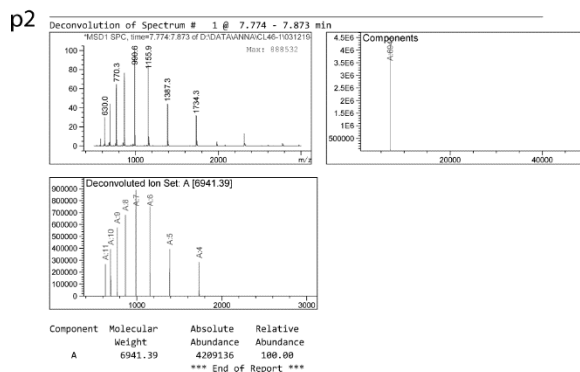 p2
Deconvolution of Spectrum # 1 @ 7.774 - 7.873 min
*MSD1 SPC, time=7.774:7.873 of D:\DATA\ANNA\CL46-1\031219
Max: 888532
100
80
60
40
20
0
630.0
770.3
990.6
1155.9
1387.3
1734.3
1000
2000
m/z
Components
4.5E6
4E6
3.5E6
3E6
2.5E6
2E6
1.5E6
1E6
500000
20000
40000
Deconvoluted Ion Set: A [6941.39]
900000
800000
700000
600000
500000
400000
300000
200000
100000
0
A:11
A:10
A:9
A:8
A:7
A:6
A:5
A:4
1000
2000
3000
Component Molecular Absolute Relative
Weight Abundance Abundance
A 6941.39 4209136 100.00
*** End of Report ***